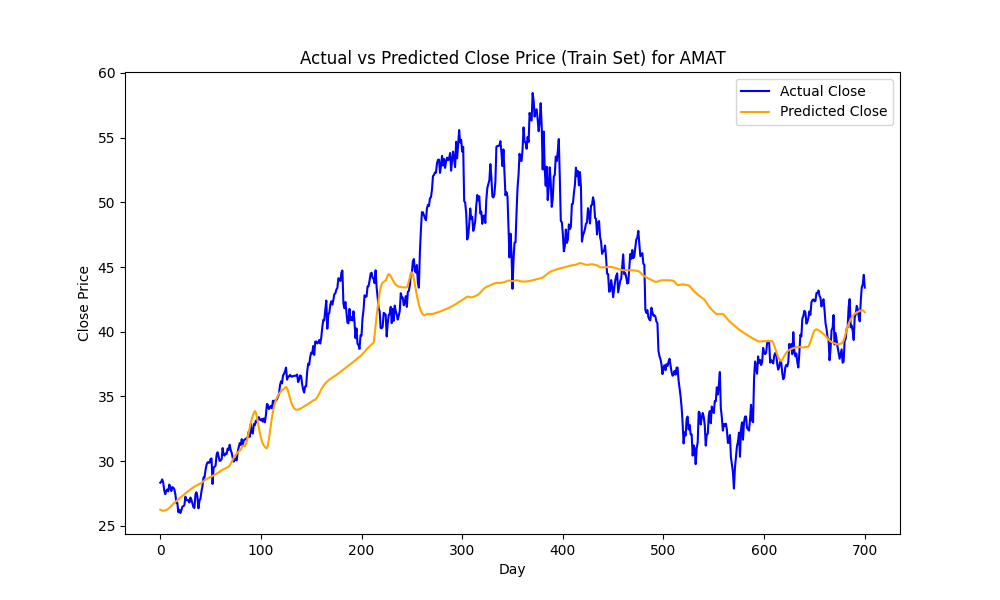 Actual vs Predicted Close Price (Train Set) for AMAT
Actual Close
Predicted Close
Close Price
60
55
50
45
40
35
30
25
0 100 200 300 400 500 600 700
Day